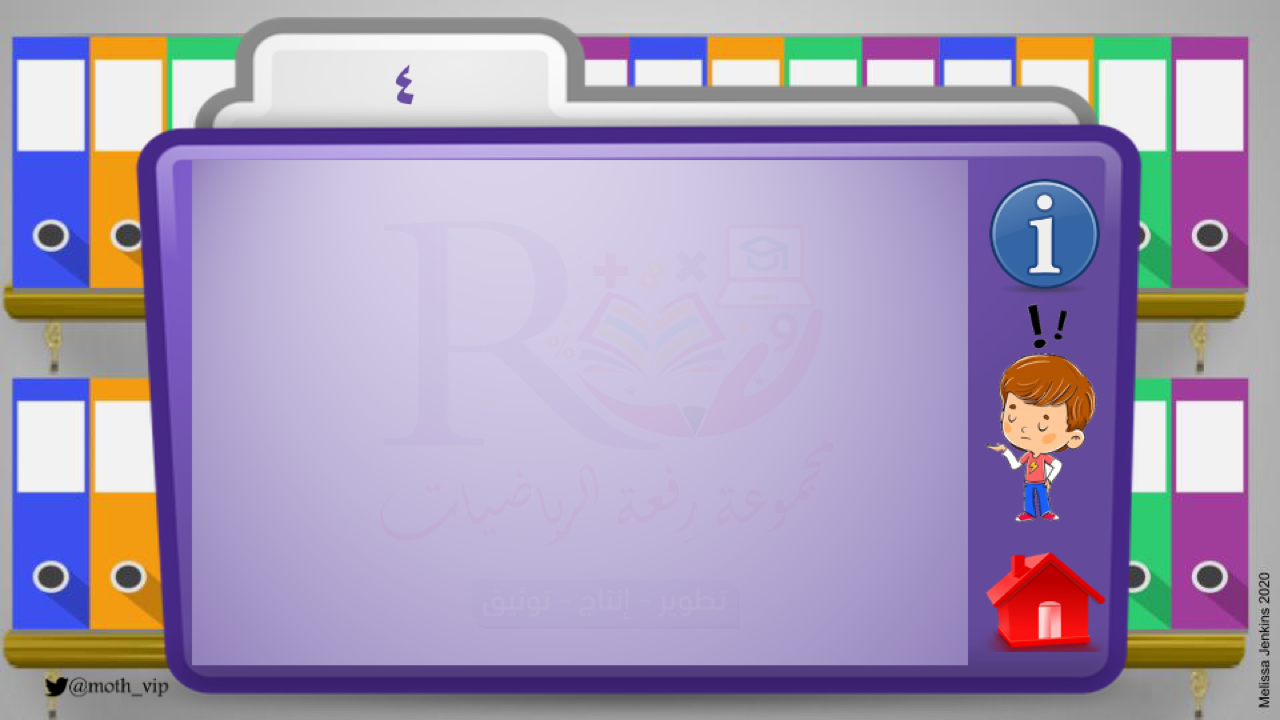 ٤
R
مجموعة رفعة الرياضيات
تطوير - إنتاج - توثيق
@moth_vip
Melissa Jenkins 2020